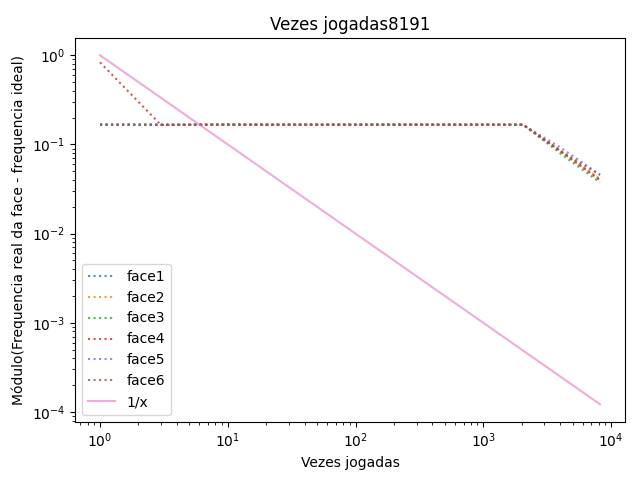 Vezes jogadas8191
Módulo(Frequencia real da face - frequencia ideal)
10^0
10^-1
10^-2
10^-3
10^-4
face1
face2
face3
face4
face5
face6
1/x
10^0
10^1
10^2
10^3
10^4
Vezes jogadas